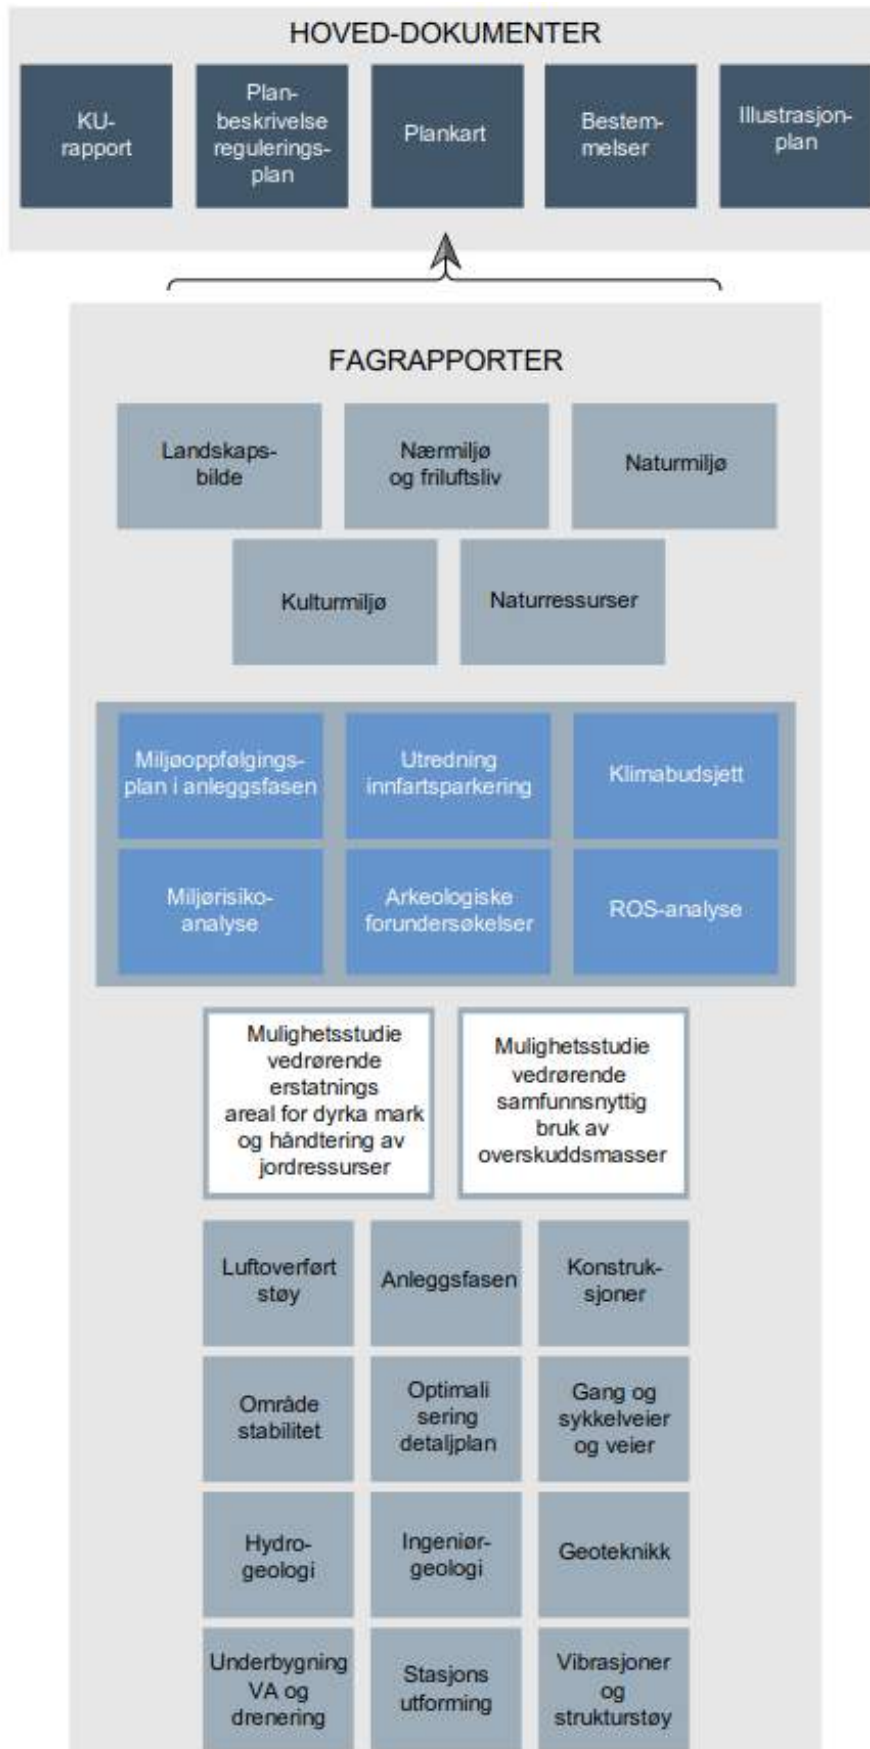 HOVED-DOKUMENTER
KU-
rapport
Plan-
beskrivelse
regulerings-
plan
Plankart
Bestem-
melser
Illustrasjon-
plan
FAGRAPPORTER
Landskaps-
bilde
Nærmiljø
og friluftsliv
Naturmiljø
Kulturmiljø
Naturressurser
Miljøoppfølgings-
plan i anleggsfasen
Utredning
innfartsparkering
Klimabudsjett
Miljørisiko-
analyse
Arkeologiske
forundersøkelser
ROS-analyse
Mulighetsstudie
vedrørende
erstatnings
areal for dyrka mark
og håndtering av
jordressurser
Mulighetsstudie
vedrørende
samfunnsnyttig
bruk av
overskuddsmasser
Luftoverført
støy
Anleggsfasen
Konstruk-
sjoner
Område
stabilitet
Optimali
sering
detaljplan
Gang og
sykkelveier
og veier
Hydro-
geologi
Ingeniør-
geologi
Geoteknikk
Underbygning
VA og
drenering
Stasjons
utforming
Vibrasjoner
og
strukturstøy